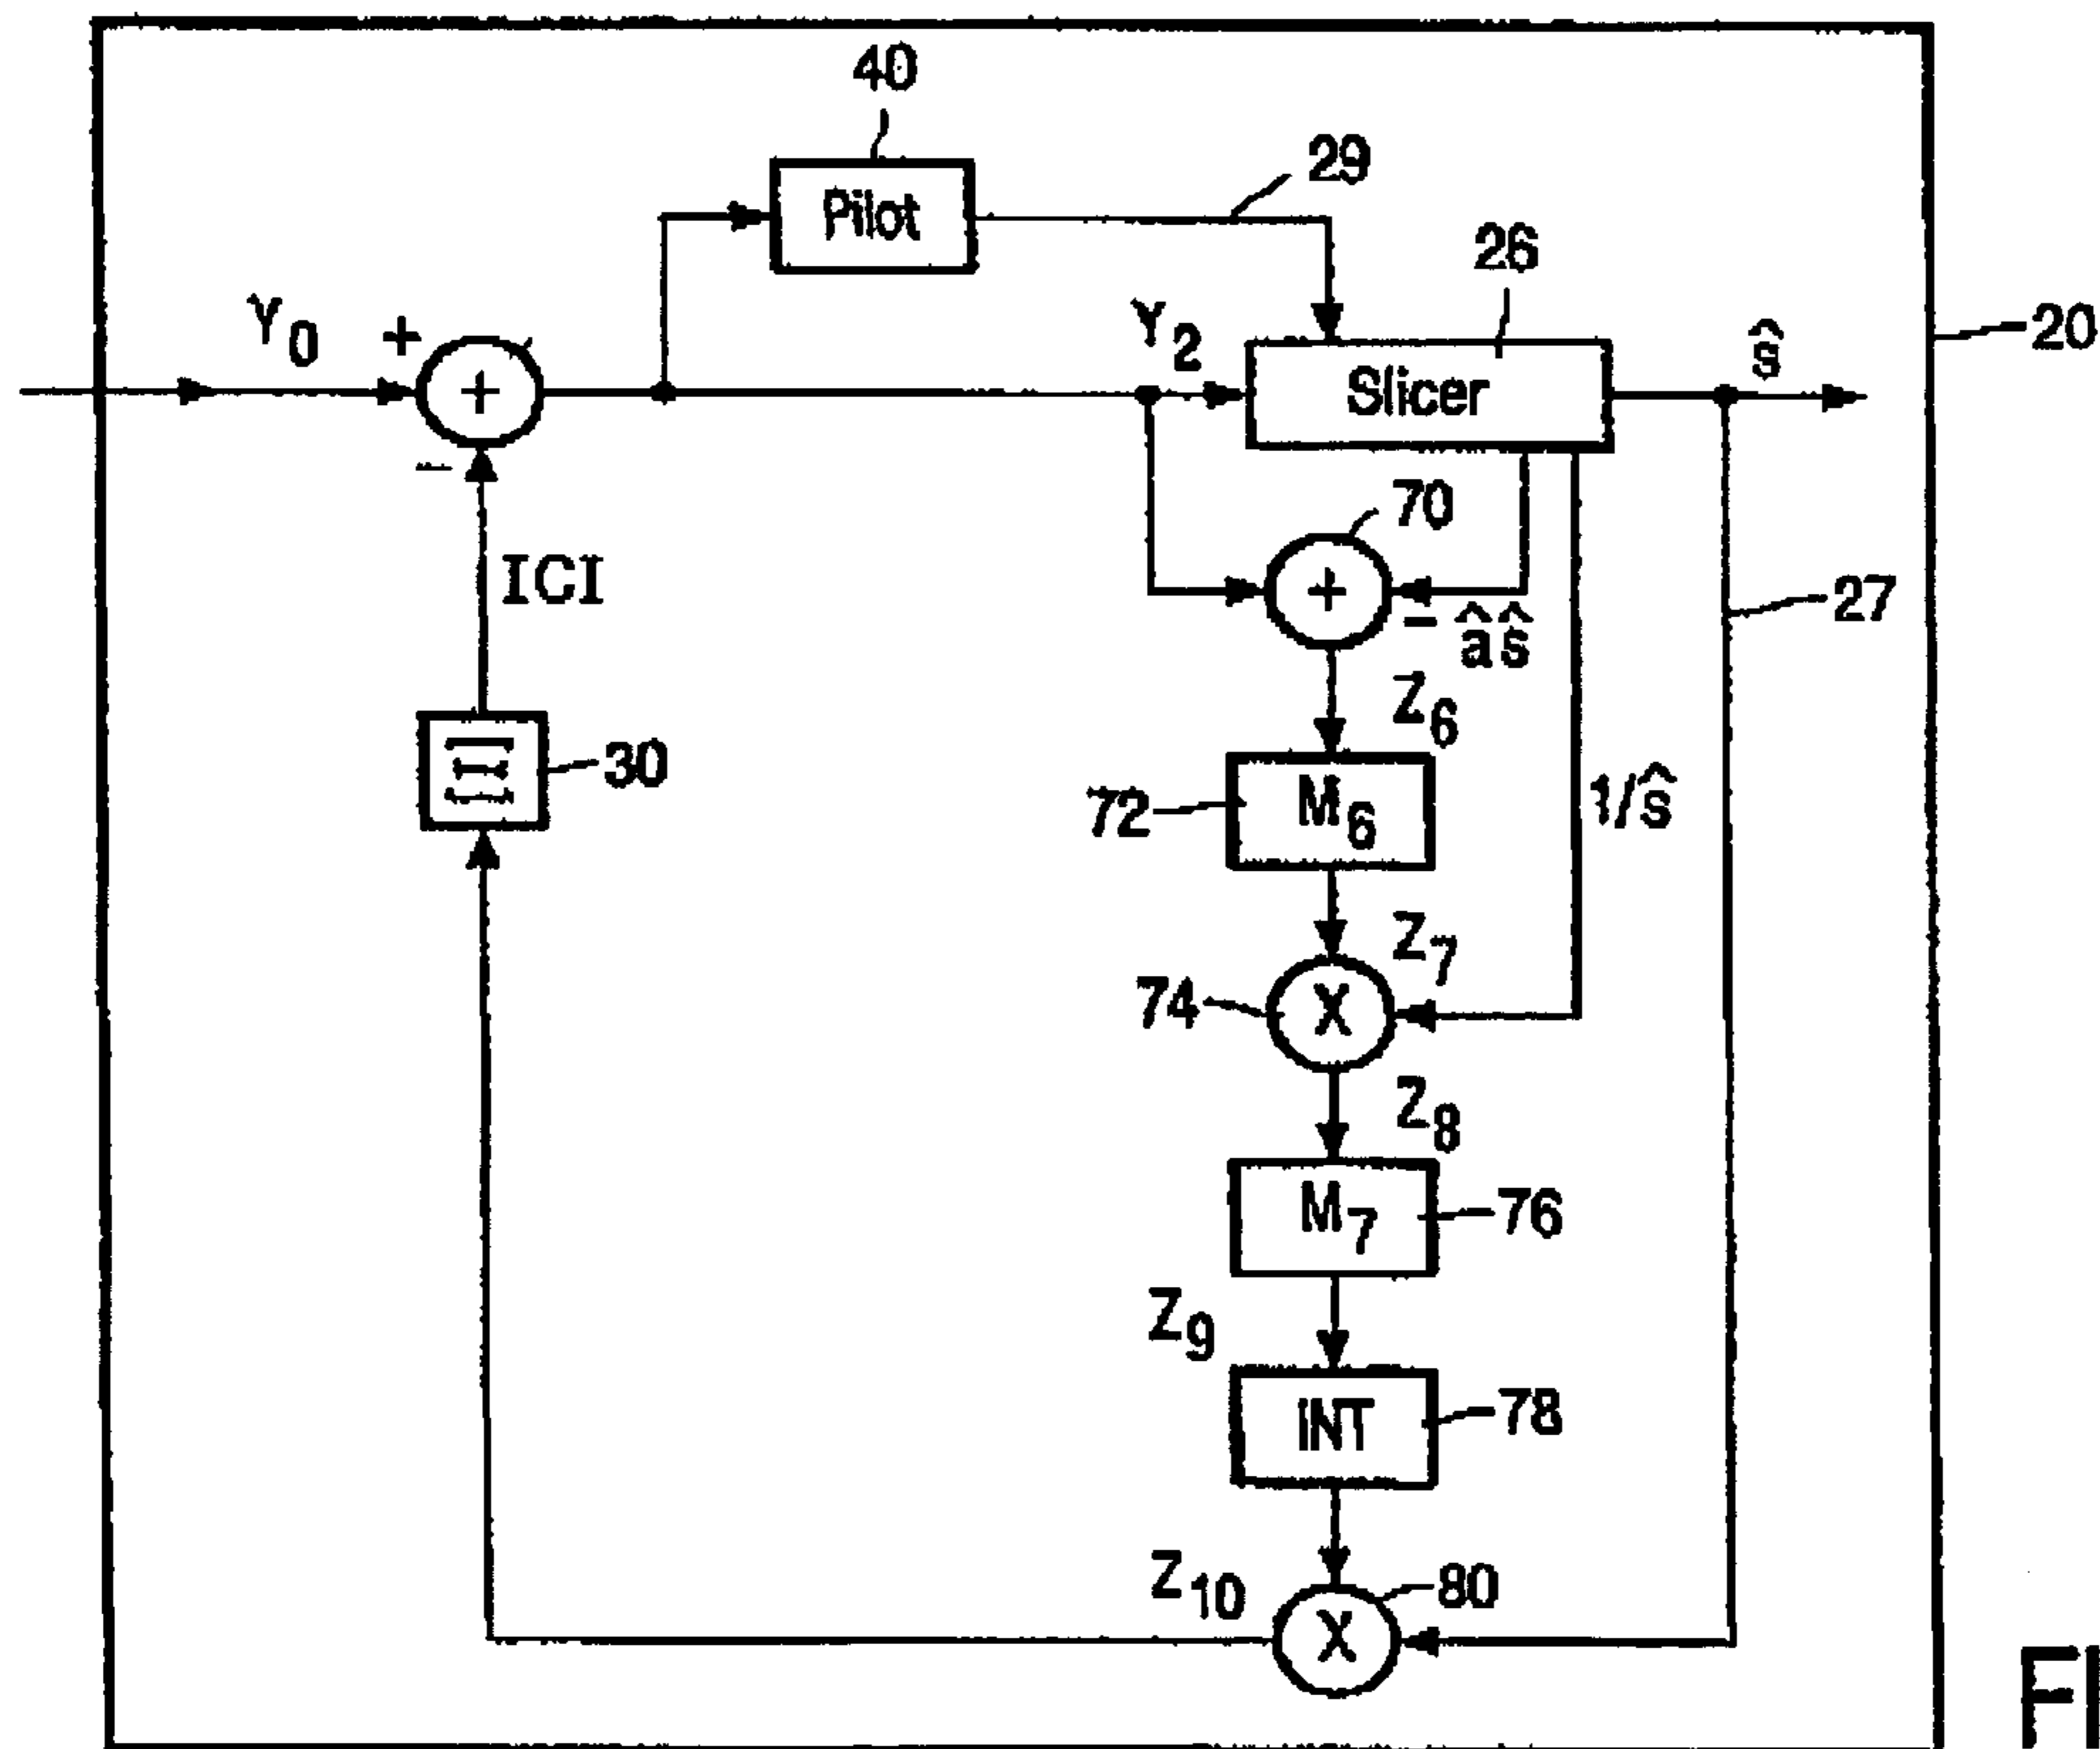 40
Pilot
29
26
Y0 +
+
Y2
Slicer
ŝ
20
–
70
ICI
+
– âŝ
27
Z6
Ξ
30
72
M6
1/ŝ
Z7
74
X
Z8
M7
76
Z9
INT
78
Z10
80
X